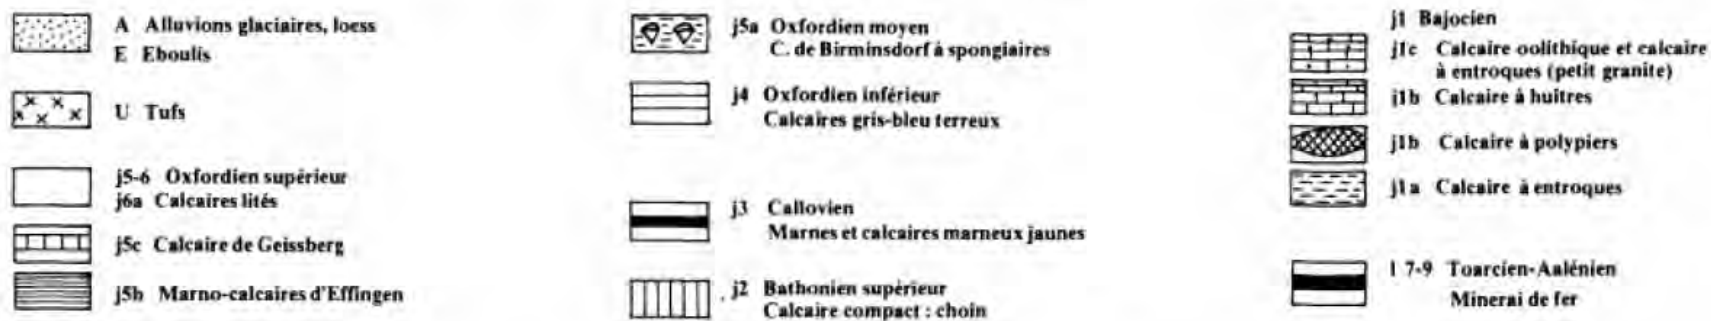 A Alluvions glaciaires, loess
E Eboulis
U Tufs
j5-6 Oxfordien supérieur
j6a Calcaires lités
j5c Calcaire de Geissberg
j5b Marno-calcaires d'Effingen
j5a Oxfordien moyen
C. de Birminsdorf à spongiaires
j4 Oxfordien inférieur
Calcaires gris-bleu terreux
j3 Callovien
Marnes et calcaires marneux jaunes
j2 Bathonien supérieur
Calcaire compact : choin
j1 Bajocien
j1c Calcaire oolithique et calcaire
à entroques (petit granite)
j1b Calcaire à huîtres
j1b Calcaire à polypiers
j1a Calcaire à entroques
l 7-9 Toarcien-Aalénien
Minerai de fer